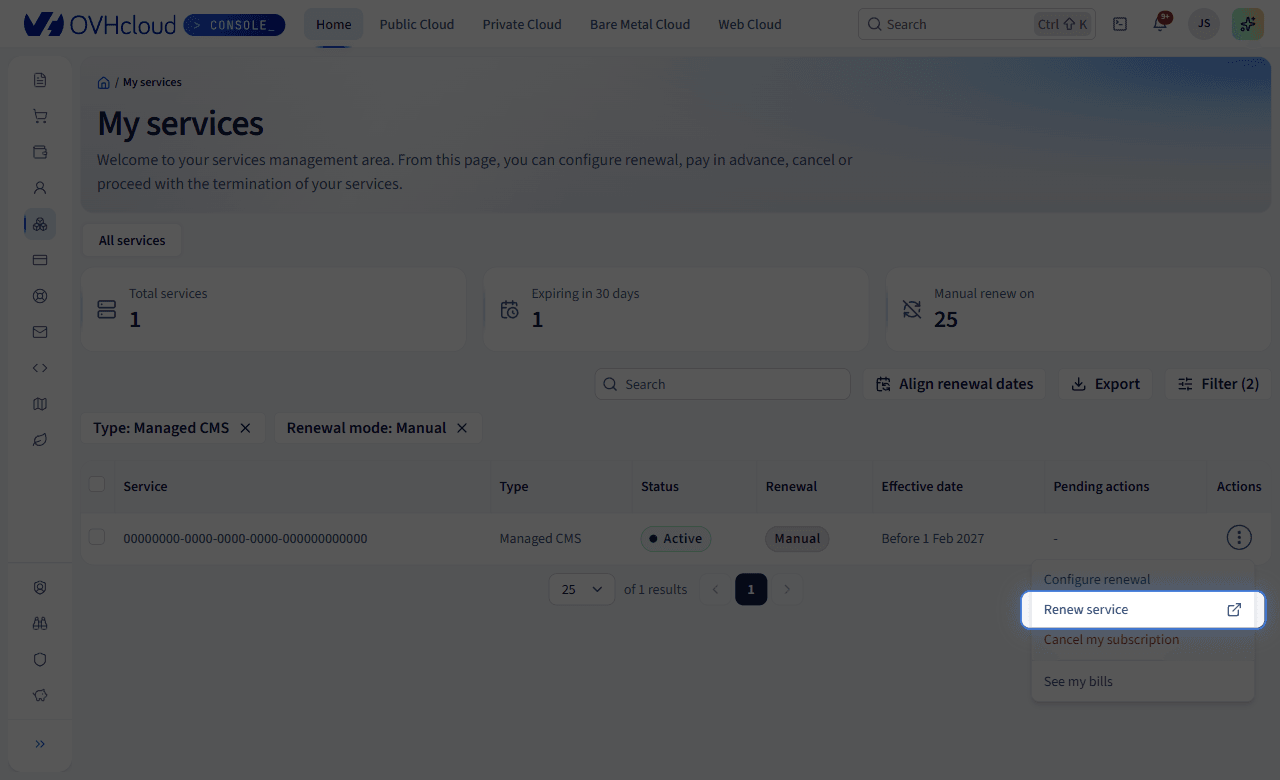 OVHcloud > CONSOLE_ Home Public Cloud Private Cloud Bare Metal Cloud Web Cloud Search Ctrl ⇧ K 9+ JS
/ My services
My services
Welcome to your services management area. From this page, you can configure renewal, pay in advance, cancel or
proceed with the termination of your services.
All services
Total services
1
Expiring in 30 days
1
Manual renew on
25
Search Align renewal dates Export Filter (2)
Type: Managed CMS Renewal mode: Manual
Service Type Status Renewal Effective date Pending actions Actions
00000000-0000-0000-0000-000000000000 Managed CMS Active Manual Before 1 Feb 2027 -
25 of 1 results 1
Configure renewal
Renew service
Cancel my subscription
See my bills